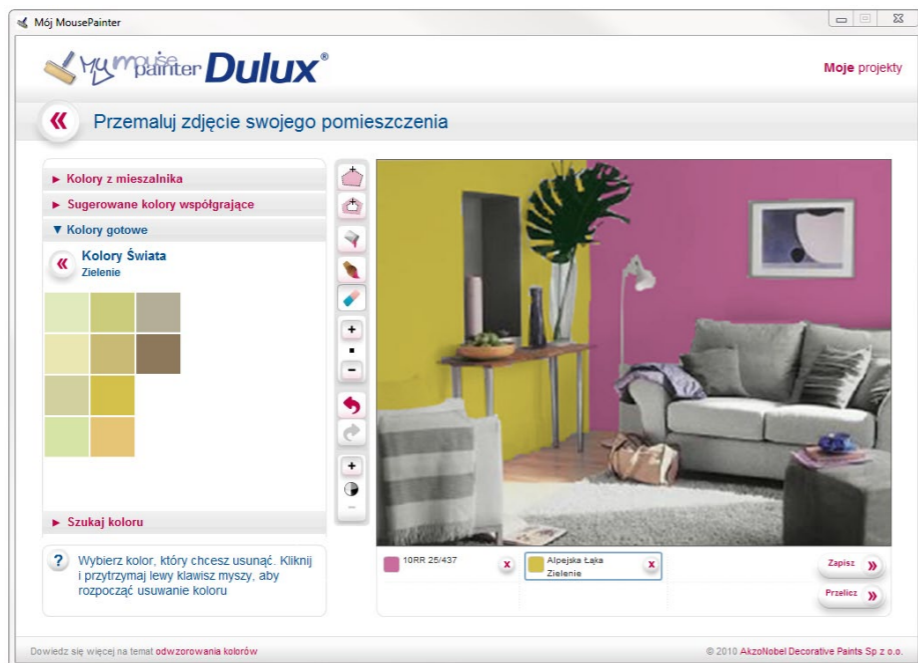 Mój MousePainter
My mouse painter Dulux®
Moje projekty
Przemaluj zdjęcie swojego pomieszczenia
Kolory z mieszalnika
Sugerowane kolory współgrające
Kolory gotowe
Kolory Świata
Zielenie
Szukaj koloru
? Wybierz kolor, który chcesz usunąć. Kliknij
i przytrzymaj lewy klawisz myszy, aby
rozpocząć usuwanie koloru
10RR 25/437
Alpejska Łąka
Zielenie
Zapisz
Przelicz
Dowiedz się więcej na temat odwzorowania kolorów
© 2010 AkzoNobel Decorative Paints Sp z o.o.